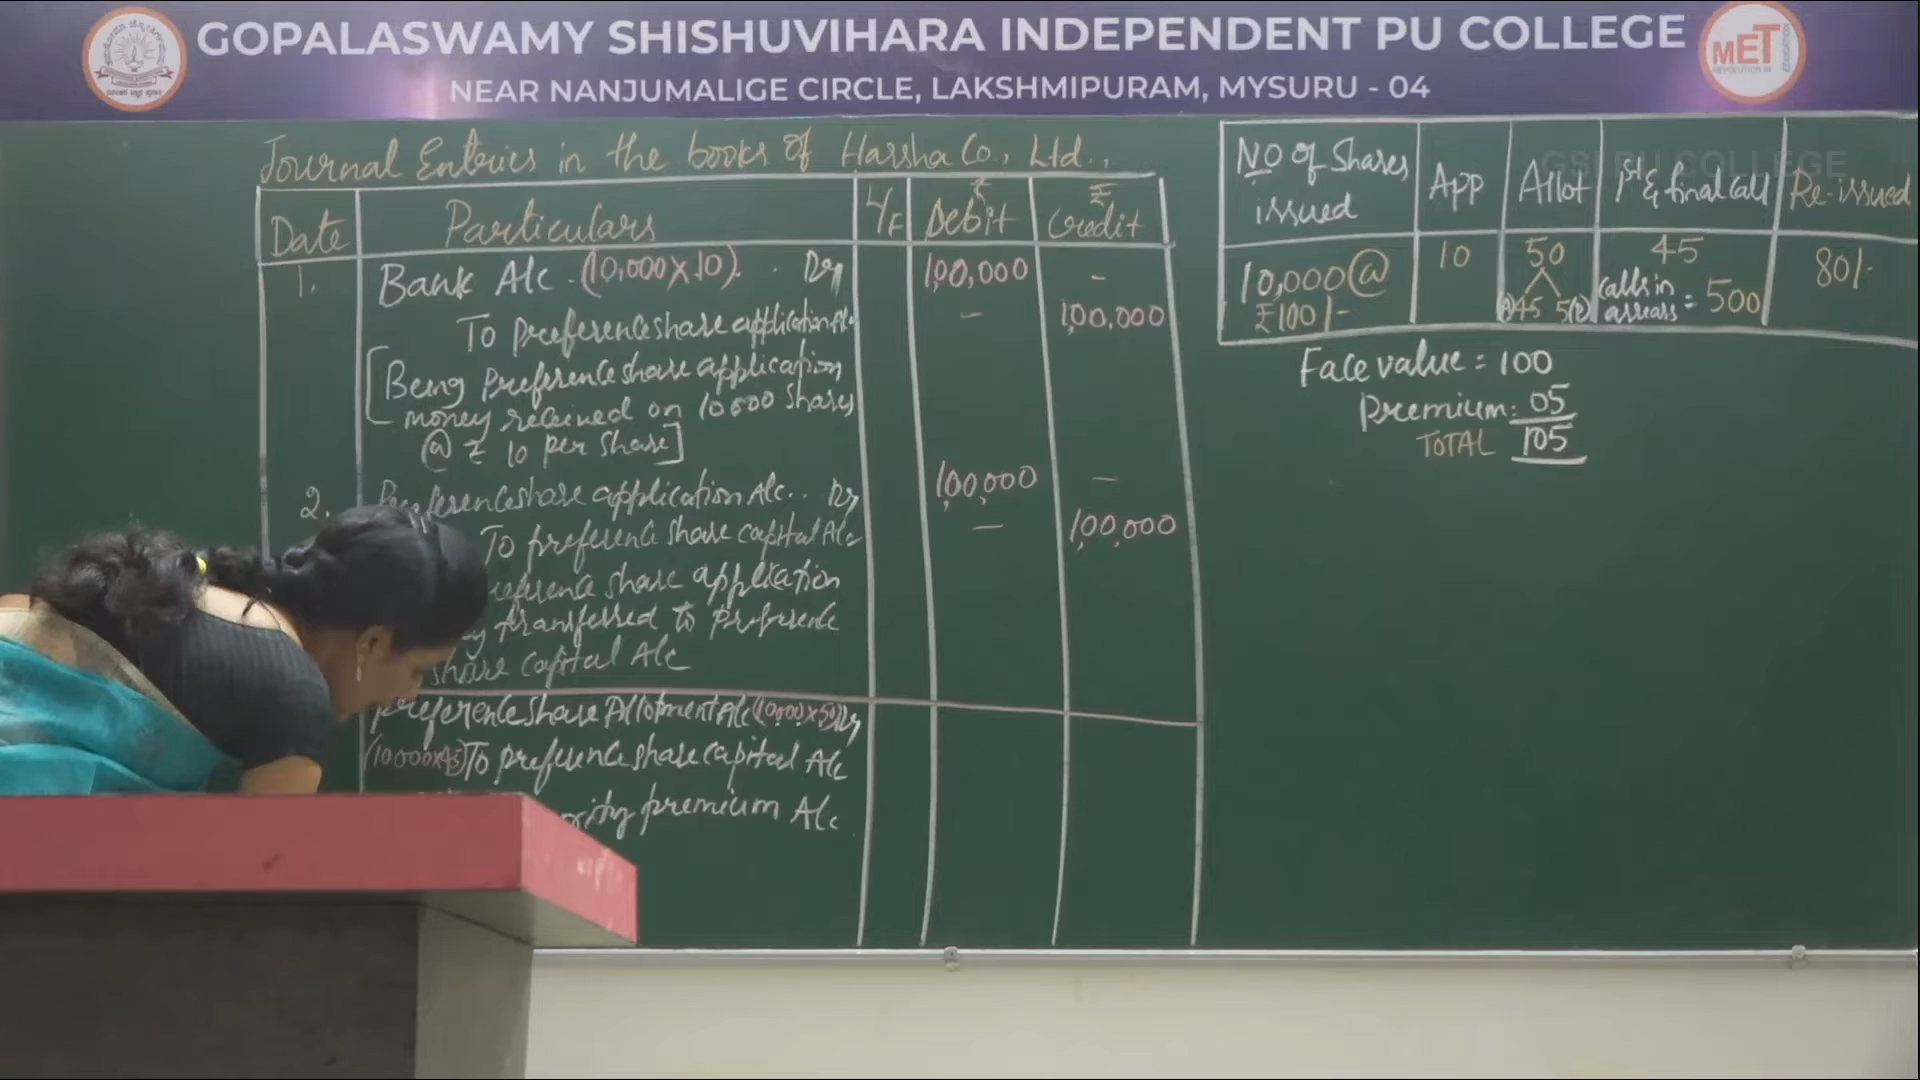 GOPALASWAMY SHISHUVIHARA INDEPENDENT PU COLLEGE
NEAR NANJUMALIGE CIRCLE, LAKSHMIPURAM, MYSURU - 04
MET
REVOLUTION IN EDUCATION
GSI PU COLLEGE
Journal Entries in the books of Harsha Co., Ltd.,
Date Particulars L/F ₹ Debit ₹ Credit
1. Bank A/c (10,000×10). Dr 1,00,000 -
To preference share application A/c - 1,00,000
[Being preference share application
money received on 10000 shares
@ ₹ 10 per share]
2. Preference share application A/c.. Dr 1,00,000 -
To preference share capital A/c - 1,00,000
share application
transferred to preference
share capital A/c
preference share Allotment A/c (10,000×50) Dr
(10000×45) To preference share capital A/c
premium A/c
NO of Shares issued App Allot 1st & final call Re-issued
10,000 @ ₹100/- 10 50 45 80/-
45 5 calls in arrears = 500
Face value = 100
Premium: 05
TOTAL 105